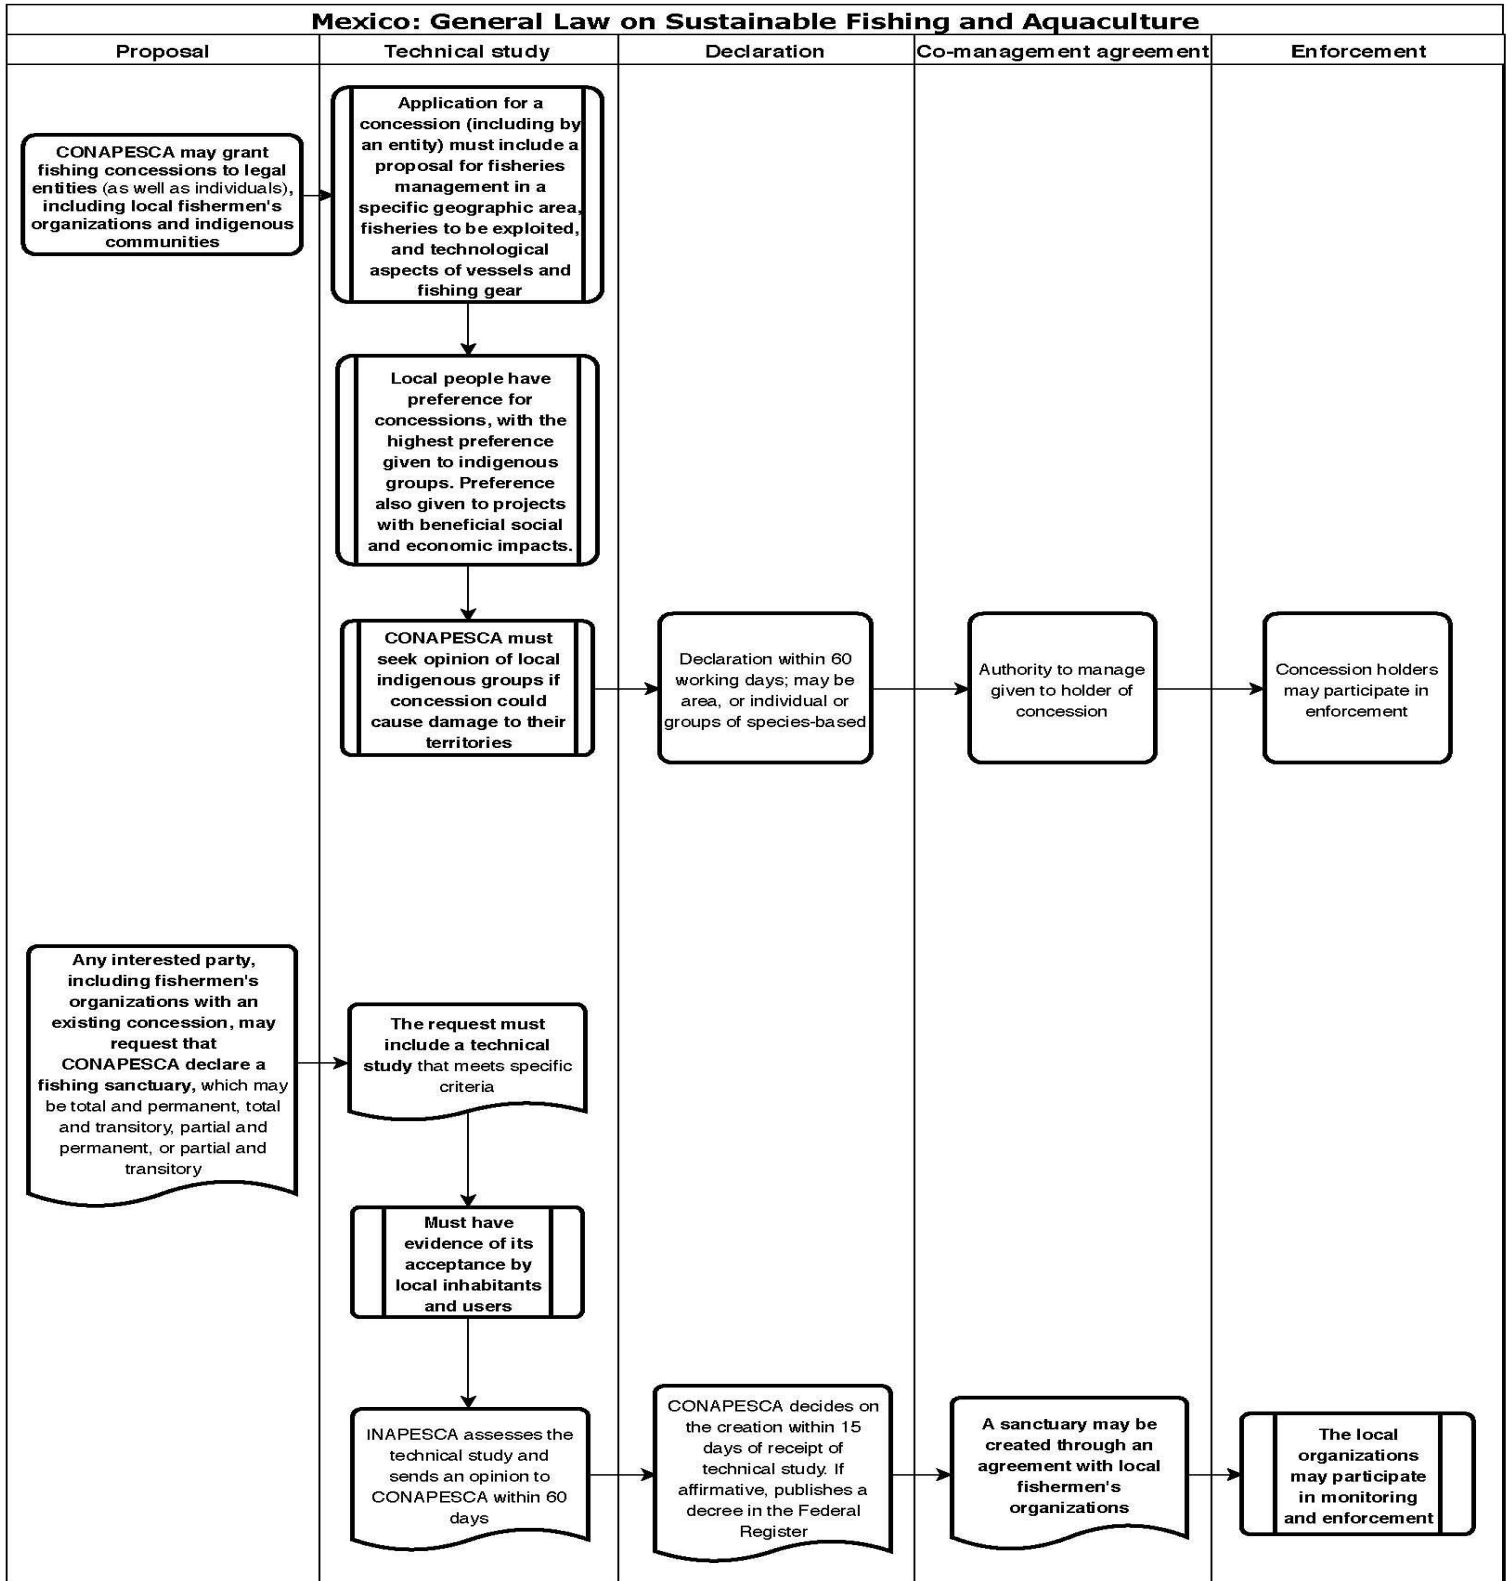 Mexico: General Law on Sustainable Fishing and Aquaculture
Proposal
Technical study
Declaration
Co-management agreement
Enforcement
CONAPESCA may grant
fishing concessions to legal
entities (as well as individuals),
including local fishermen's
organizations and indigenous
communities
Application for a
concession (including by
an entity) must include a
proposal for fisheries
management in a
specific geographic area,
fisheries to be exploited,
and technological
aspects of vessels and
fishing gear
Local people have
preference for
concessions, with the
highest preference
given to indigenous
groups. Preference
also given to projects
with beneficial social
and economic impacts.
CONAPESCA must
seek opinion of local
indigenous groups if
concession could
cause damage to their
territories
Declaration within 60
working days; may be
area, or individual or
groups of species-based
Authority to manage
given to holder of
concession
Concession holders
may participate in
enforcement
Any interested party,
including fishermen's
organizations with an
existing concession, may
request that
CONAPESCA declare a
fishing sanctuary, which may
be total and permanent, total
and transitory, partial and
permanent, or partial and
transitory
The request must
include a technical
study that meets specific
criteria
Must have
evidence of its
acceptance by
local inhabitants
and users
INAPESCA assesses the
technical study and
sends an opinion to
CONAPESCA within 60
days
CONAPESCA decides on
the creation within 15
days of receipt of
technical study. If
affirmative, publishes a
decree in the Federal
Register
A sanctuary may be
created through an
agreement with local
fishermen's
organizations
The local
organizations
may participate
in monitoring
and enforcement